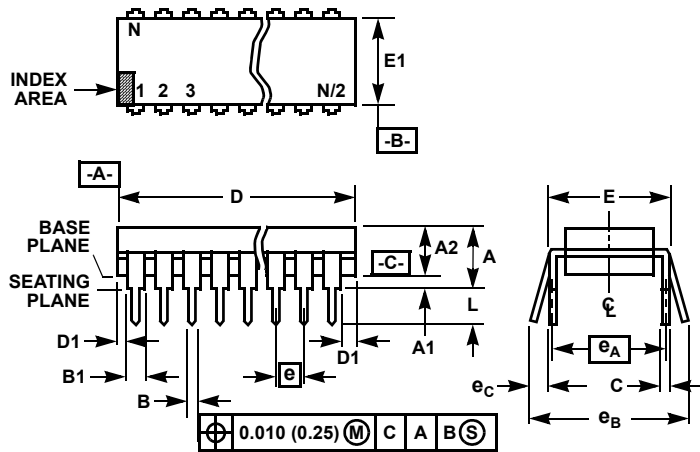 N
E1
INDEX
AREA
1 2 3 N/2
-B-
-A-
D
E
BASE
PLANE
A2
A
-C-
SEATING
PLANE
L
C L
D1
A1
D1
eA
B1
e
eC
C
B
eB
⌖ 0.010 (0.25) Ⓜ C A B Ⓢ